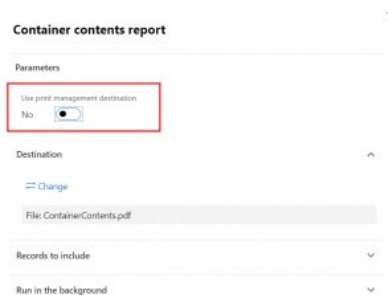 Container contents report
Parameters
Use print management destination
No
Destination
Change
File: ContainerContents.pdf
Records to include
Run in the background